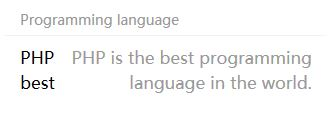 Programming language
PHP PHP is the best programming
best language in the world.